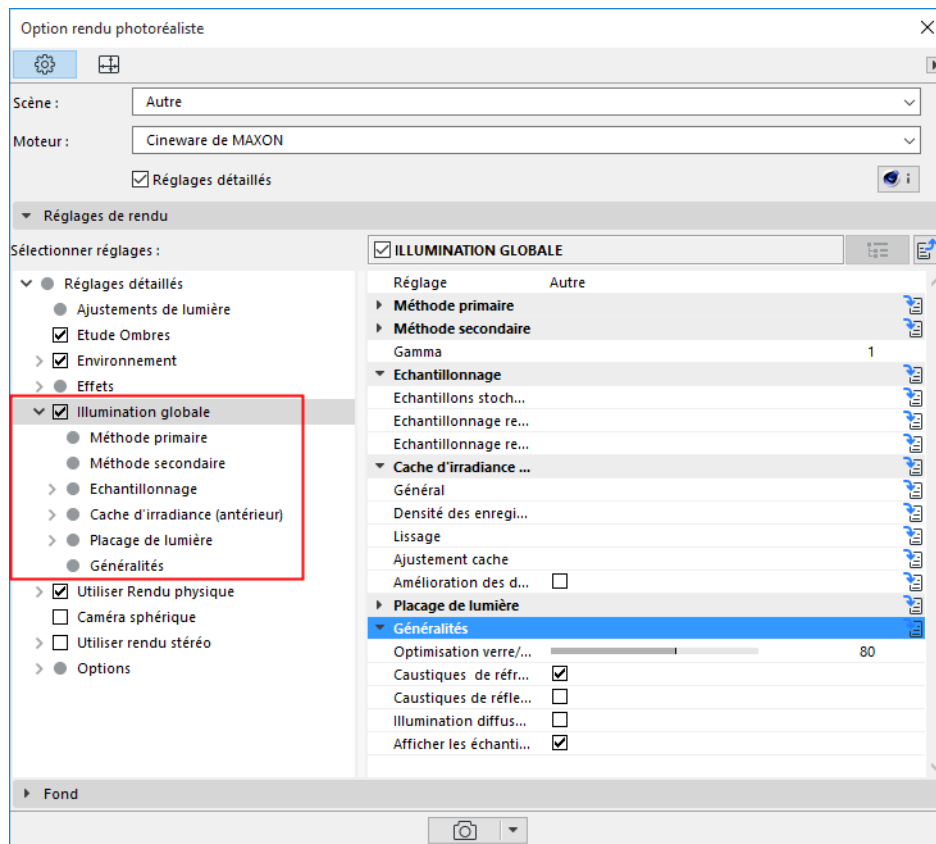 Option rendu photoréaliste
Scène :
Autre
Moteur :
Cineware de MAXON
Réglages détaillés
i
Réglages de rendu
Sélectionner réglages :
Réglages détaillés
Ajustements de lumière
Etude Ombres
Environnement
Effets
Illumination globale
Méthode primaire
Méthode secondaire
Echantillonnage
Cache d'irradiance (antérieur)
Placage de lumière
Généralités
Utiliser Rendu physique
Caméra sphérique
Utiliser rendu stéréo
Options
ILLUMINATION GLOBALE
Réglage Autre
Méthode primaire
Méthode secondaire
Gamma 1
Echantillonnage
Echantillons stoch...
Echantillonnage re...
Echantillonnage re...
Cache d'irradiance ...
Général
Densité des enregi...
Lissage
Ajustement cache
Amélioration des d...
Placage de lumière
Généralités
Optimisation verre/... 80
Caustiques de réfr...
Caustiques de réfle...
Illumination diffus...
Afficher les échanti...
Fond